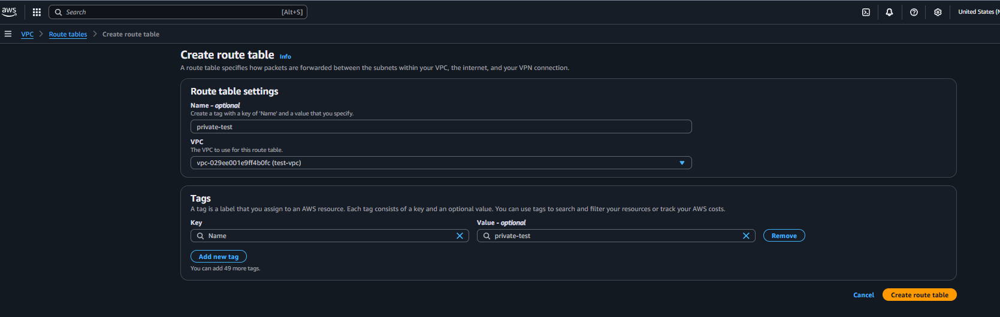 aws
Search [Alt+S]
United States (N
VPC > Route tables > Create route table
Create route table Info
A route table specifies how packets are forwarded between the subnets within your VPC, the internet, and your VPN connection.
Route table settings
Name - optional
Create a tag with a key of 'Name' and a value that you specify.
private-test
VPC
The VPC to use for this route table.
vpc-029ee001e9ff4b0fc (test-vpc)
Tags
A tag is a label that you assign to an AWS resource. Each tag consists of a key and an optional value. You can use tags to search and filter your resources or track your AWS costs.
Key Value - optional
Name private-test Remove
Add new tag
You can add 49 more tags.
Cancel Create route table